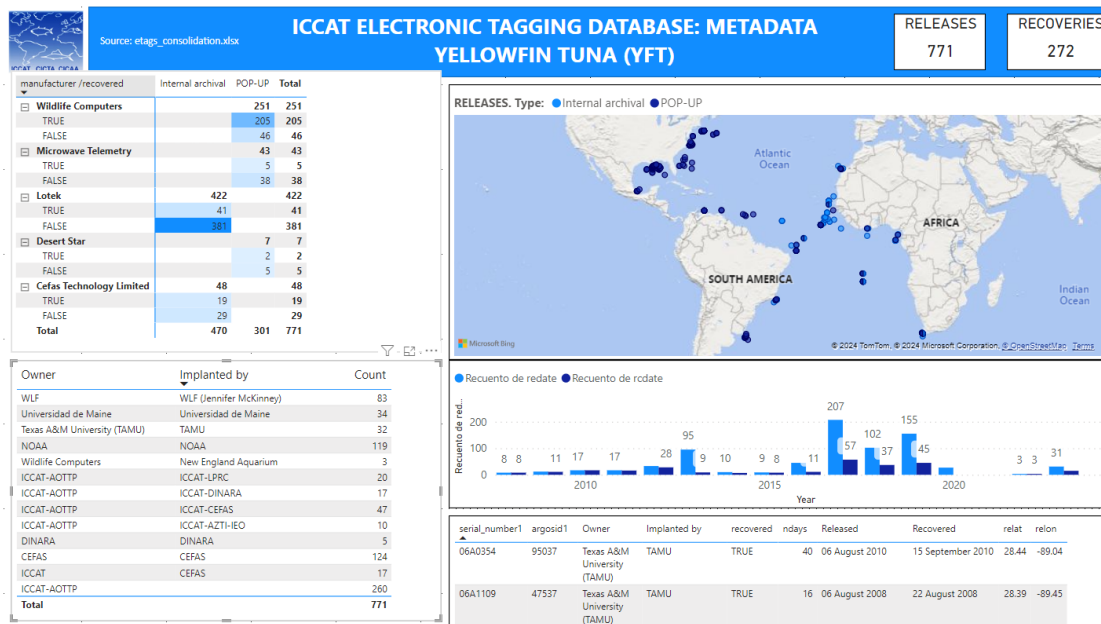 ICCAT CICTA CICAA
Source: etags_consolidation.xlsx
ICCAT ELECTRONIC TAGGING DATABASE: METADATA
YELLOWFIN TUNA (YFT)
RELEASES
771
RECOVERIES
272
manufacturer /recovered Internal archival POP-UP Total
Wildlife Computers 251 251
TRUE 205 205
FALSE 46 46
Microwave Telemetry 43 43
TRUE 5 5
FALSE 38 38
Lotek 422 422
TRUE 41 41
FALSE 381 381
Desert Star 7 7
TRUE 2 2
FALSE 5 5
Cefas Technology Limited 48 48
TRUE 19 19
FALSE 29 29
Total 470 301 771
RELEASES. Type: Internal archival POP-UP
Atlantic
Ocean
AFRICA
SOUTH AMERICA
Indian
Ocean
Microsoft Bing
© 2024 TomTom, © 2024 Microsoft Corporation, © OpenStreetMap Terms
Owner Implanted by Count
WLF WLF (Jennifer McKinney) 83
Universidad de Maine Universidad de Maine 34
Texas A&M University (TAMU) TAMU 32
NOAA NOAA 119
Wildlife Computers New England Aquarium 3
ICCAT-AOTTP ICCAT-LPRC 20
ICCAT-AOTTP ICCAT-DINARA 17
ICCAT-AOTTP ICCAT-CEFAS 47
ICCAT-AOTTP ICCAT-AZTI-IEO 10
DINARA DINARA 5
CEFAS CEFAS 124
ICCAT CEFAS 17
ICCAT-AOTTP 260
Total 771
Recuento de redate Recuento de rcdate
Recuento de red...
200
100
0
8 8 11 17 17 28 95 9 10 9 8 11 207 57 102 37 155 45 3 3 31
2010 2015 2020
Year
serial_number1 argosid1 Owner Implanted by recovered ndays Released Recovered relat relon
06A0354 95037 Texas A&M TAMU TRUE 40 06 August 2010 15 September 2010 28.44 -89.04
University
(TAMU)
06A1109 47537 Texas A&M TAMU TRUE 16 06 August 2008 22 August 2008 28.39 -89.45
University
(TAMU)